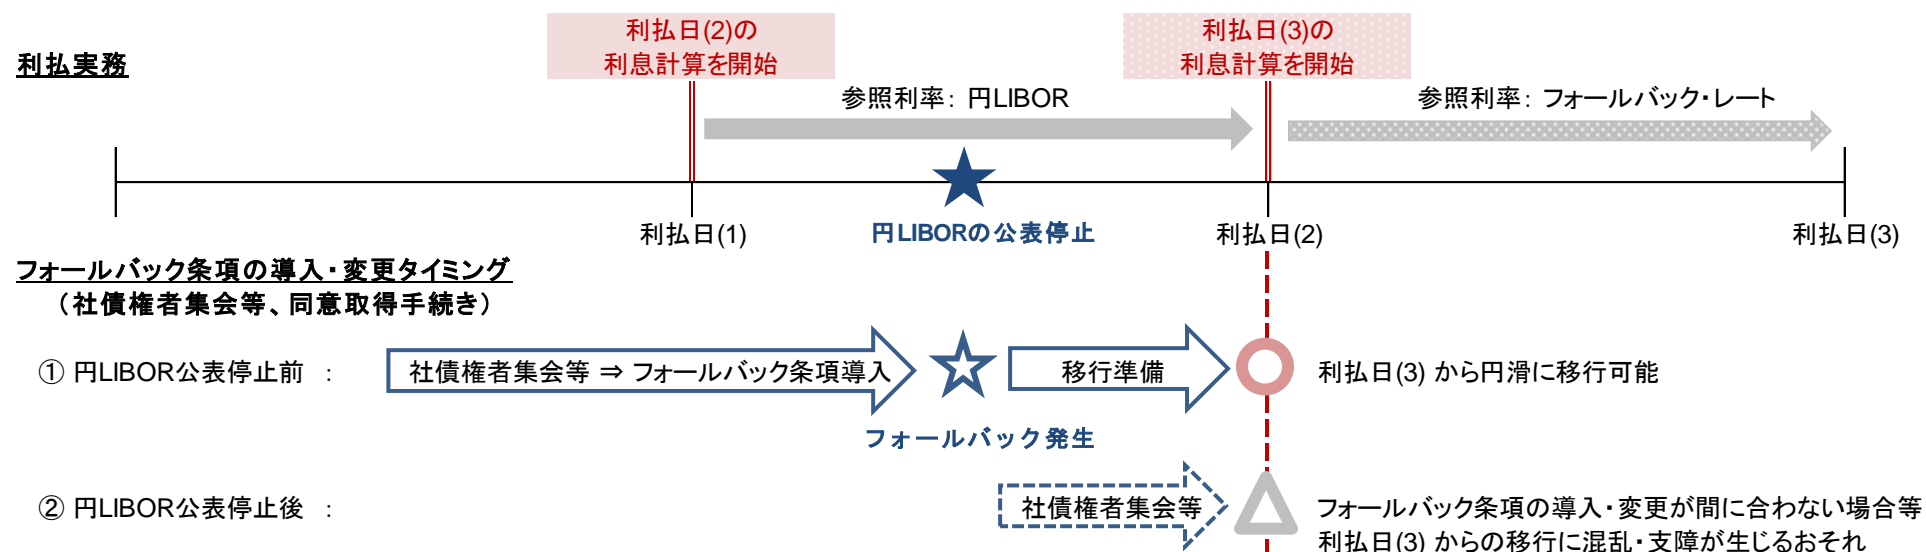 利払日(2)の
利息計算を開始
利払日(3)の
利息計算を開始
利払実務
参照利率： 円LIBOR
参照利率： フォールバック・レート
利払日(1)
円LIBORの公表停止
利払日(2)
利払日(3)
フォールバック条項の導入・変更タイミング
（社債権者集会等、同意取得手続き）
① 円LIBOR公表停止前 ：
社債権者集会等 ⇒ フォールバック条項導入
移行準備
利払日(3) から円滑に移行可能
フォールバック発生
② 円LIBOR公表停止後 ：
社債権者集会等
フォールバック条項の導入・変更が間に合わない場合等
利払日(3) からの移行に混乱・支障が生じるおそれ